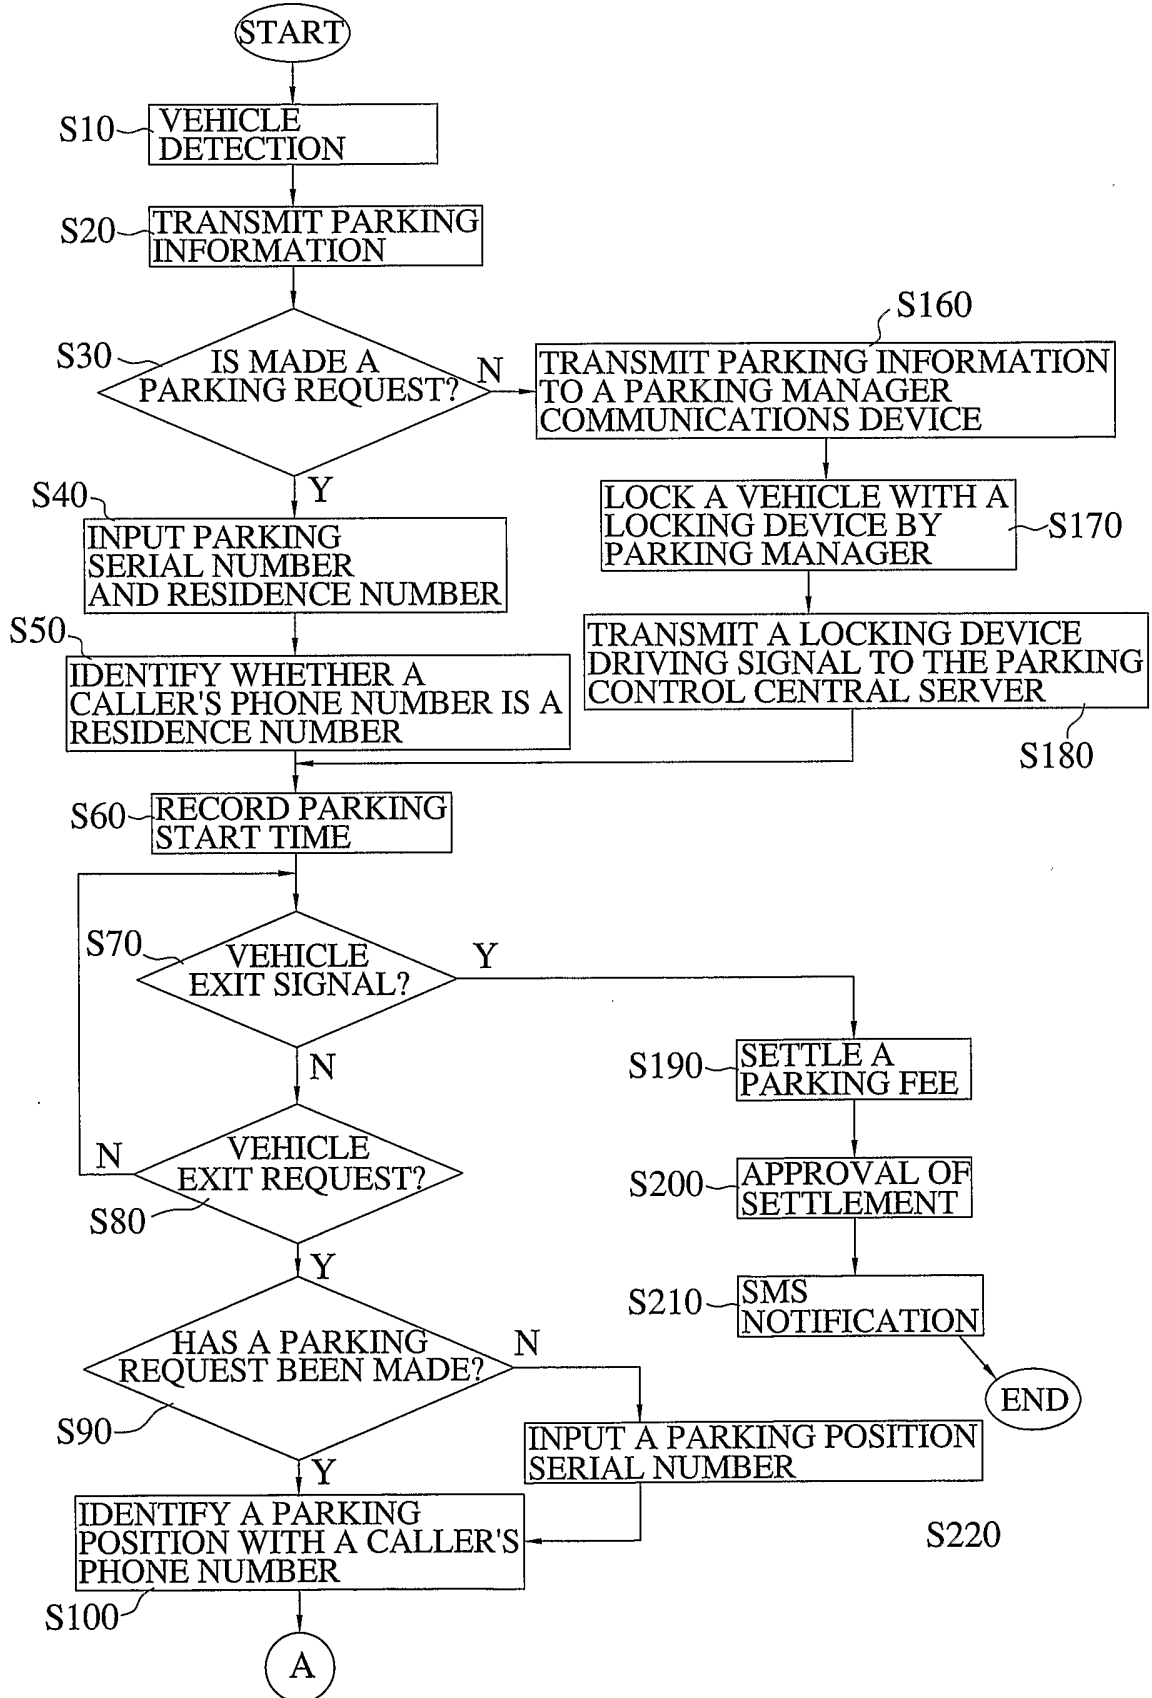 START
S10
VEHICLE
DETECTION
S20
TRANSMIT PARKING
INFORMATION
S30
IS MADE A
PARKING REQUEST?
N
Y
S160
TRANSMIT PARKING INFORMATION
TO A PARKING MANAGER
COMMUNICATIONS DEVICE
S40
INPUT PARKING
SERIAL NUMBER
AND RESIDENCE NUMBER
LOCK A VEHICLE WITH A
LOCKING DEVICE BY
PARKING MANAGER
S170
S50
IDENTIFY WHETHER A
CALLER'S PHONE NUMBER IS A
RESIDENCE NUMBER
TRANSMIT A LOCKING DEVICE
DRIVING SIGNAL TO THE PARKING
CONTROL CENTRAL SERVER
S180
S60
RECORD PARKING
START TIME
S70
VEHICLE
EXIT SIGNAL?
Y
N
S190
SETTLE A
PARKING FEE
N
VEHICLE
EXIT REQUEST?
S80
Y
S200
APPROVAL OF
SETTLEMENT
S210
SMS
NOTIFICATION
END
HAS A PARKING
REQUEST BEEN MADE?
N
S90
Y
INPUT A PARKING POSITION
SERIAL NUMBER
S220
IDENTIFY A PARKING
POSITION WITH A CALLER'S
PHONE NUMBER
S100
A